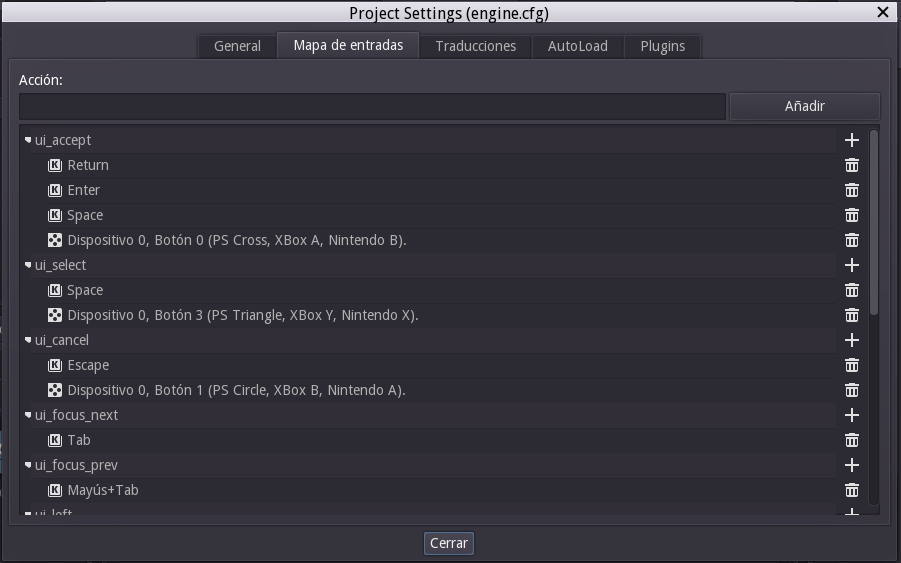 Project Settings (engine.cfg)
General Mapa de entradas Traducciones AutoLoad Plugins
Acción:
Añadir
ui_accept
Return
Enter
Space
Dispositivo 0, Botón 0 (PS Cross, XBox A, Nintendo B).
ui_select
Space
Dispositivo 0, Botón 3 (PS Triangle, XBox Y, Nintendo X).
ui_cancel
Escape
Dispositivo 0, Botón 1 (PS Circle, XBox B, Nintendo A).
ui_focus_next
Tab
ui_focus_prev
Mayús+Tab
ui_left
Cerrar